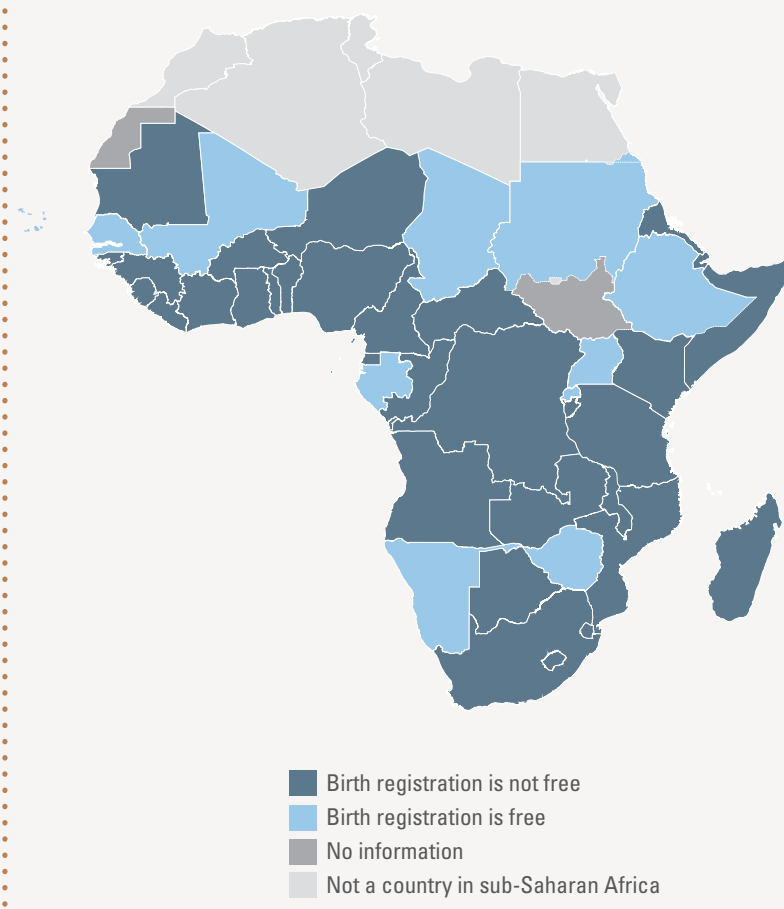 Birth registration is not free
Birth registration is free
No information
Not a country in sub-Saharan Africa